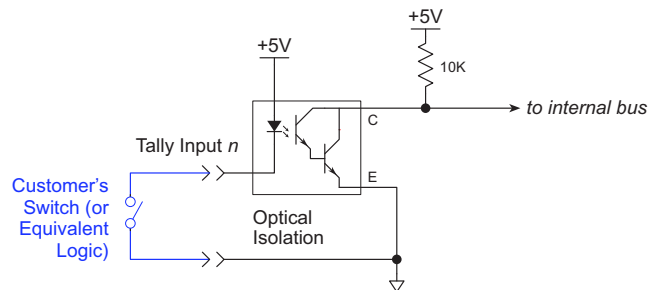 +5V
+5V
10K
C
to internal bus
Tally Input n
E
Customer's
Switch (or
Equivalent
Logic)
Optical
Isolation